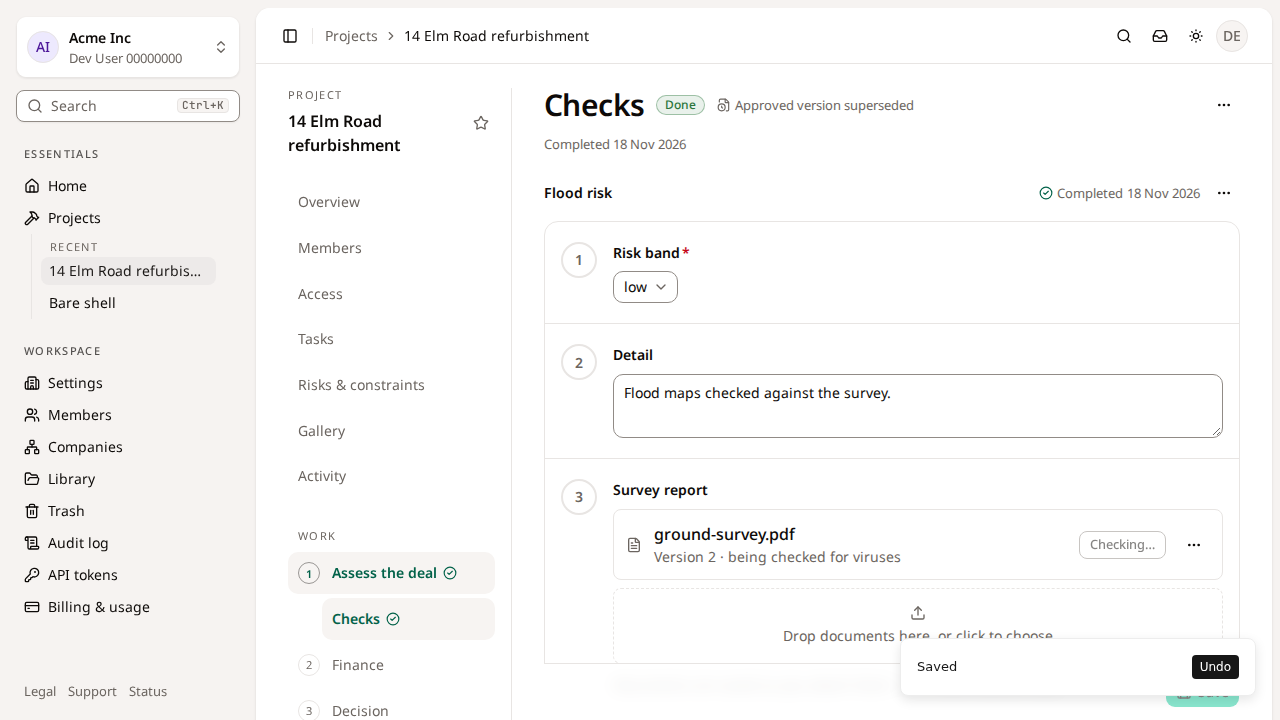 AI
Acme Inc
Dev User 00000000
Search
Ctrl+K
ESSENTIALS
Home
Projects
RECENT
14 Elm Road refurbis...
Bare shell
WORKSPACE
Settings
Members
Companies
Library
Trash
Audit log
API tokens
Billing & usage
Legal
Support
Status
Projects
14 Elm Road refurbishment
DE
PROJECT
14 Elm Road
refurbishment
Overview
Members
Access
Tasks
Risks & constraints
Gallery
Activity
WORK
1
Assess the deal
Checks
2
Finance
3
Decision
Checks
Done
Approved version superseded
Completed 18 Nov 2026
Flood risk
Completed 18 Nov 2026
1
Risk band*
low
2
Detail
Flood maps checked against the survey.
3
Survey report
ground-survey.pdf
Version 2 · being checked for viruses
Checking...
Drop documents here, or click to choose
Saved
Undo